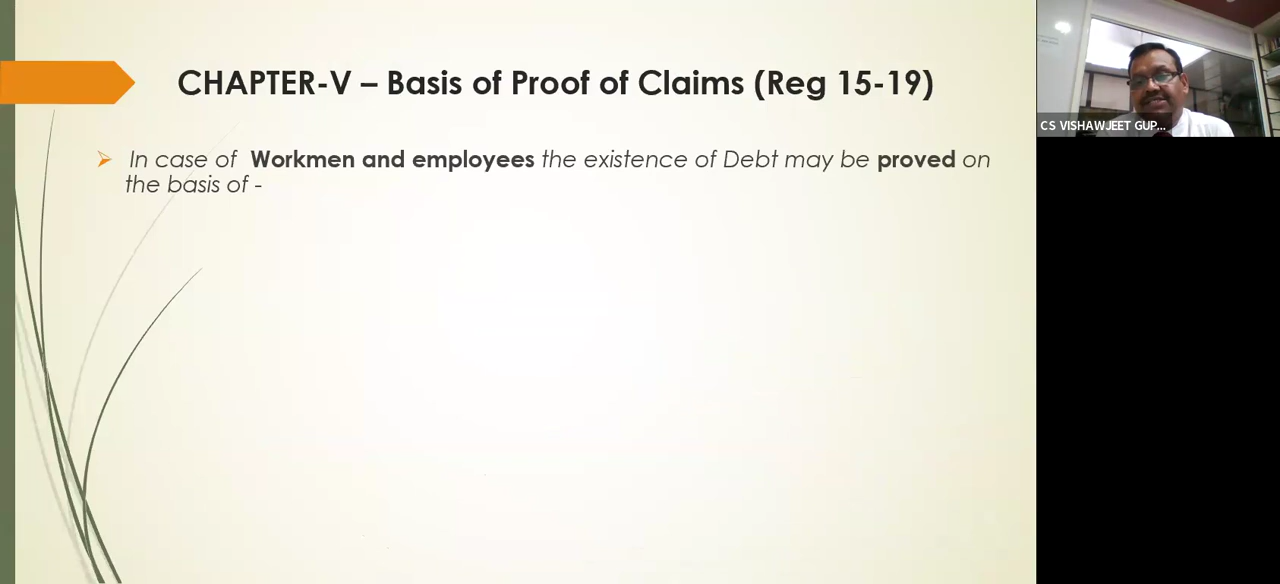 CHAPTER-V – Basis of Proof of Claims (Reg 15-19)
In case of Workmen and employees the existence of Debt may be proved on
the basis of -
CS VISHAWJEET GUP...